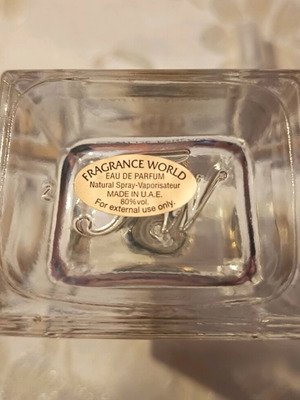 FRAGRANCE WORLD
EAU DE PARFUM
Natural Spray-Vaporisateur
MADE IN U.A.E.
80% vol.
For external use only.